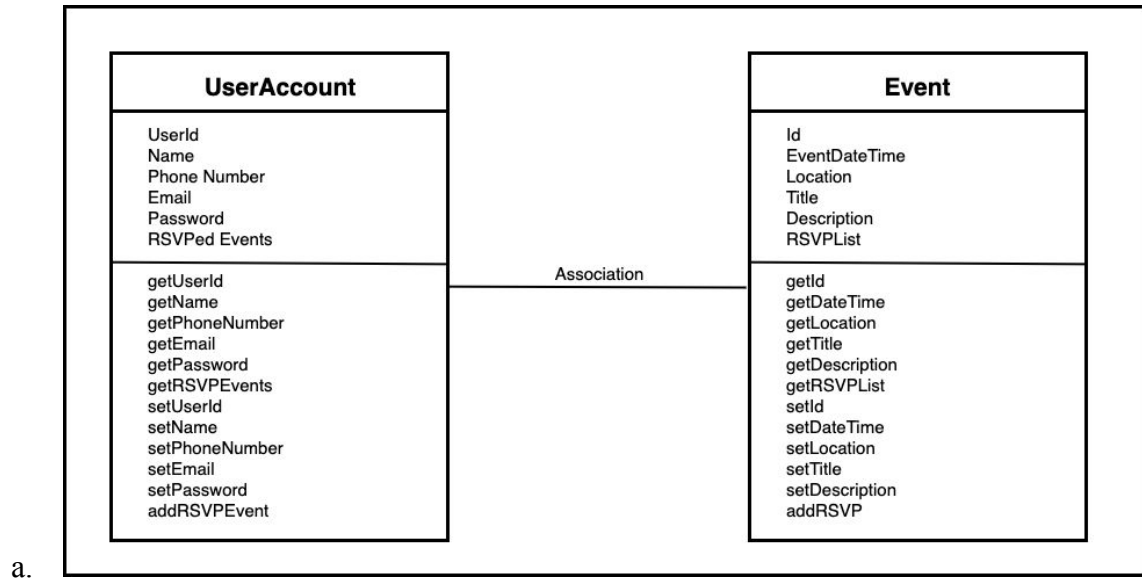 UserAccount
UserId
Name
Phone Number
Email
Password
RSVPed Events
getUserId
getName
getPhoneNumber
getEmail
getPassword
getRSVPEvents
setUserId
setName
setPhoneNumber
setEmail
setPassword
addRSVPEvent
Association
Event
Id
EventDateTime
Location
Title
Description
RSVPList
getId
getDateTime
getLocation
getTitle
getDescription
getRSVPList
setId
setDateTime
setLocation
setTitle
setDescription
addRSVP
a.